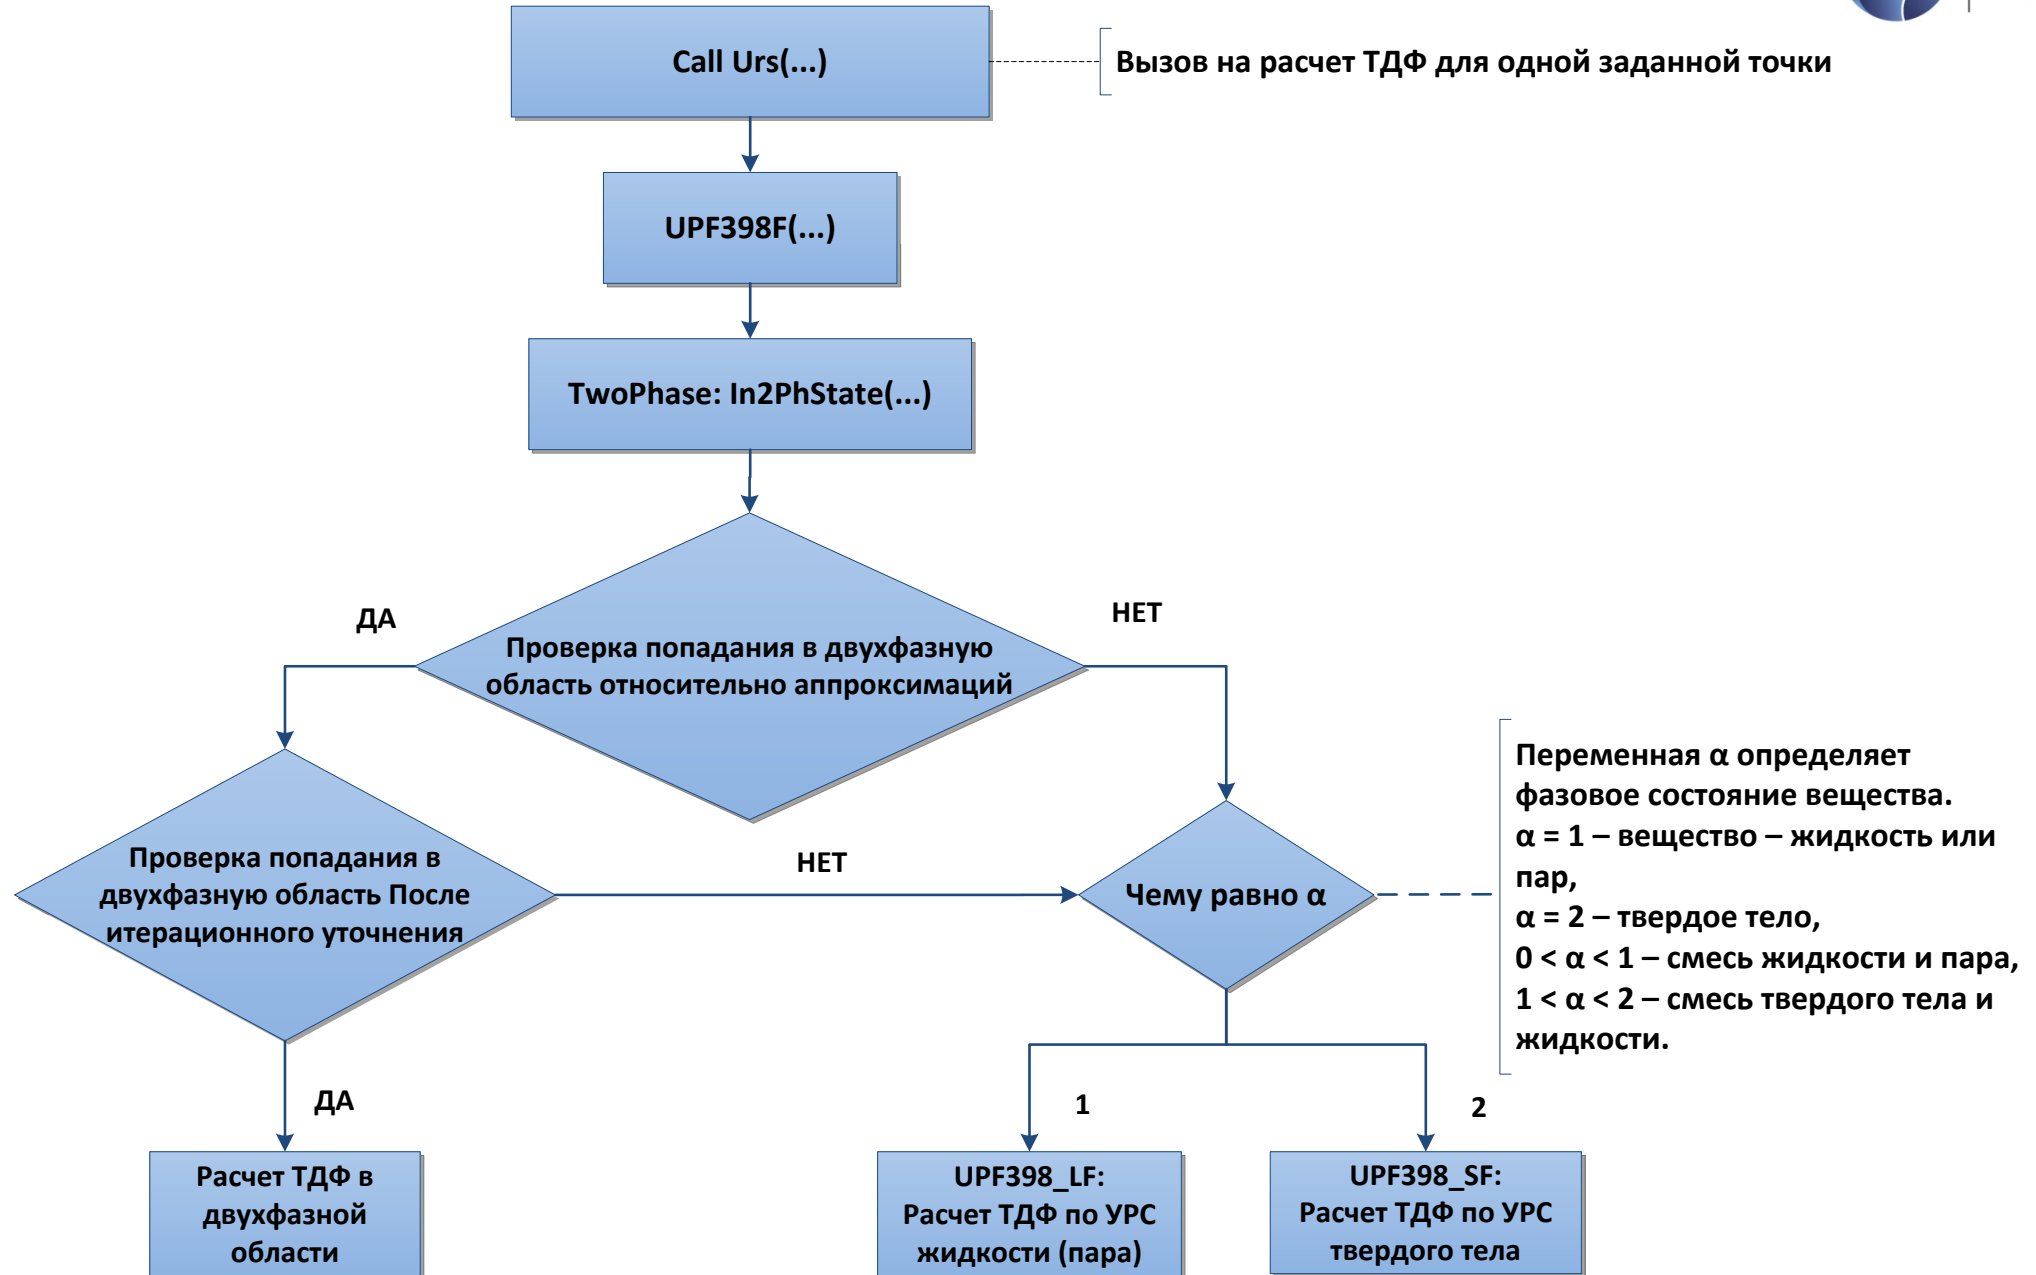 Call Urs(...)
Вызов на расчет ТДФ для одной заданной точки
UPF398F(...)
TwoPhase: In2PhState(...)
ДА
НЕТ
Проверка попадания в двухфазную
область относительно аппроксимаций
Проверка попадания в
двухфазную область После
итерационного уточнения
НЕТ
Чему равно α
Переменная α определяет
фазовое состояние вещества.
α = 1 – вещество – жидкость или
пар,
α = 2 – твердое тело,
0 < α < 1 – смесь жидкости и пара,
1 < α < 2 – смесь твердого тела и
жидкости.
ДА
1
2
Расчет ТДФ в
двухфазной
области
UPF398_LF:
Расчет ТДФ по УРС
жидкости (пара)
UPF398_SF:
Расчет ТДФ по УРС
твердого тела